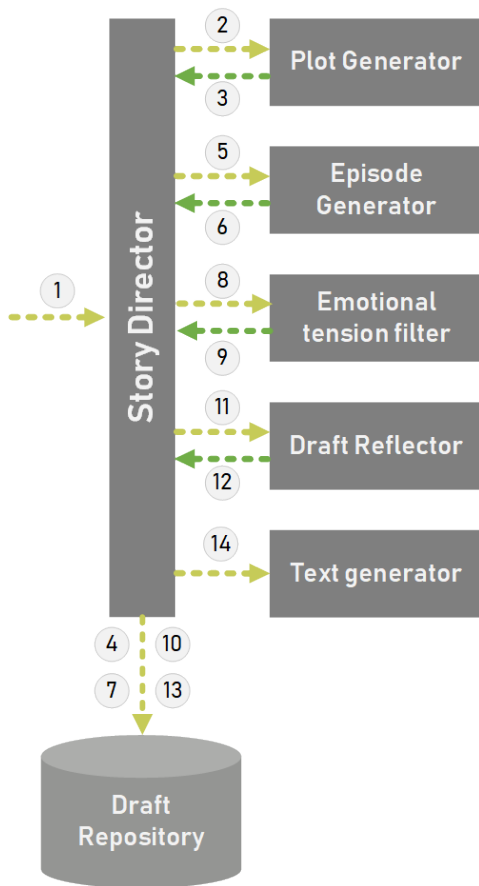 2
Plot Generator
3
5
Episode
Generator
6
1
Story Director
8
Emotional
tension filter
9
11
Draft Reflector
12
14
Text generator
4
10
7
13
Draft
Repository